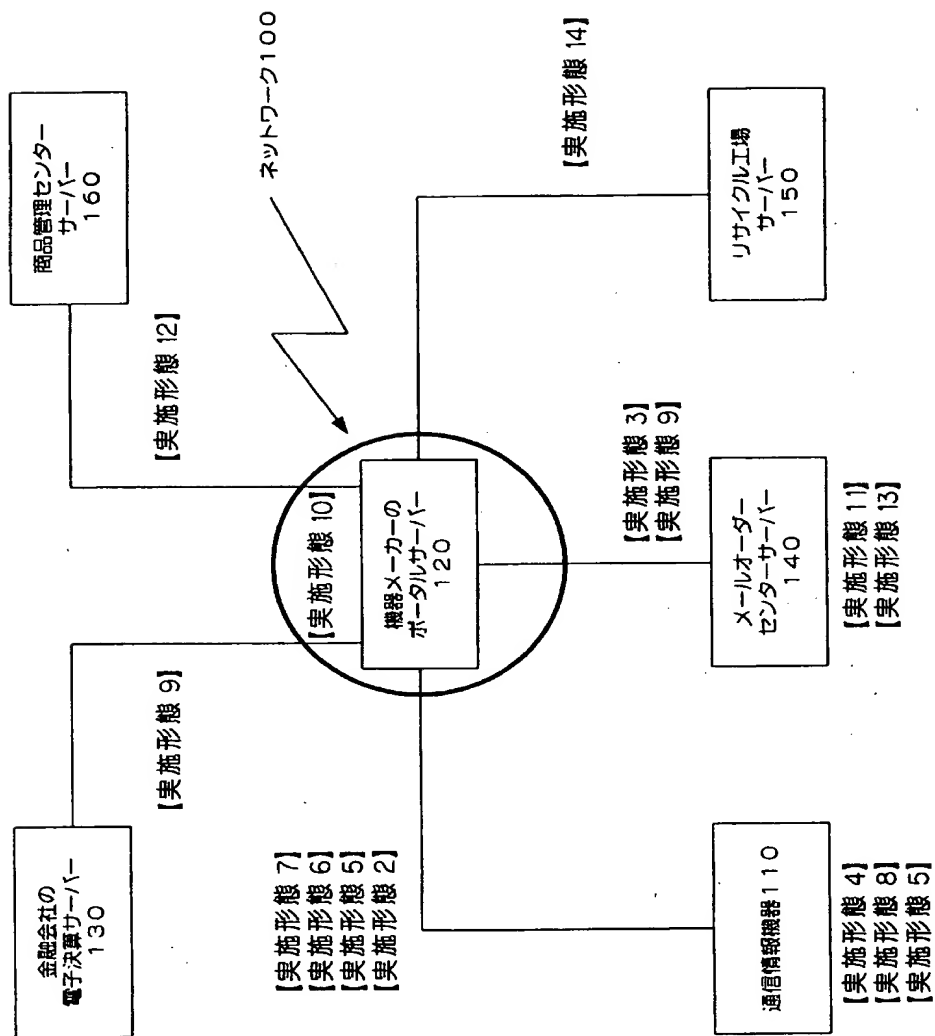 金融会社の
電子決算サーバー
130
商品管理センター
サーバー
160
【実施形態 9】
【実施形態 12】
ネットワーク100
【実施形態 10】
【実施形態 7】
【実施形態 6】
【実施形態 5】
【実施形態 2】
機器メーカーの
ポータルサーバー
120
【実施形態 14】
【実施形態 3】
【実施形態 9】
通信情報機器110
メールオーダー
センターサーバー
140
リサイクル工場
サーバー
150
【実施形態 4】
【実施形態 8】
【実施形態 5】
【実施形態 11】
【実施形態 13】